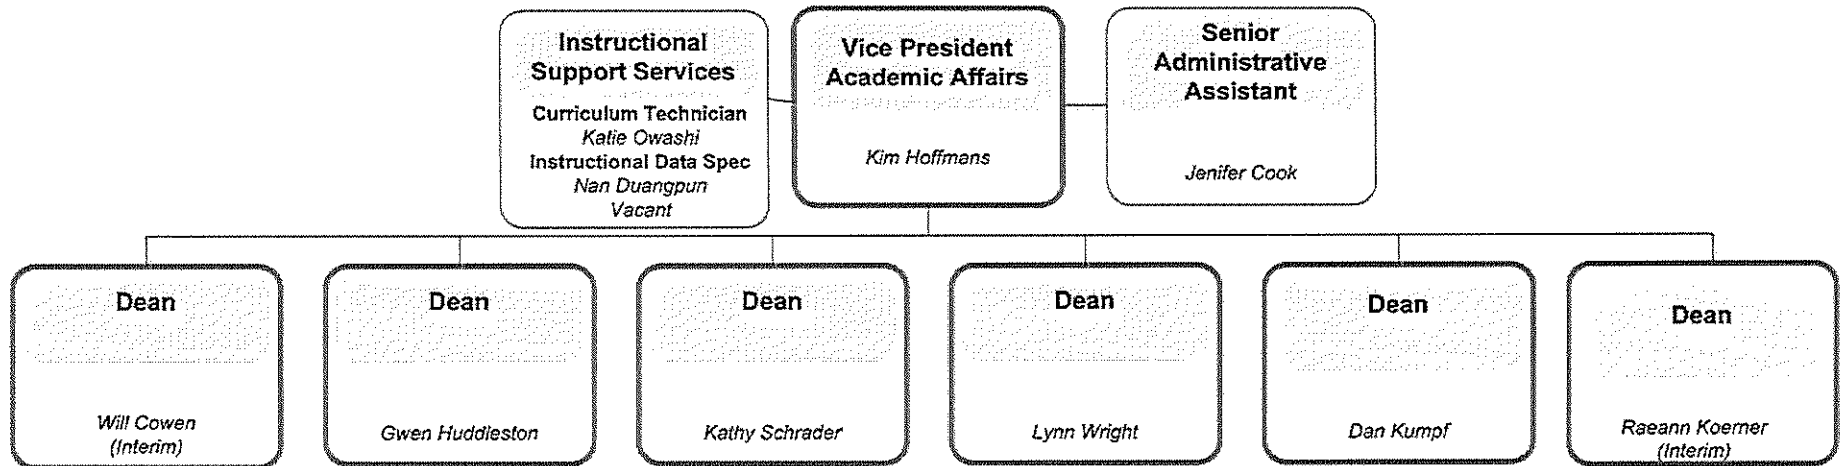 Instructional
Support Services
Curriculum Technician
Katie Owashi
Instructional Data Spec
Nan Duangpun
Vacant
Vice President
Academic Affairs
Kim Hoffmans
Senior
Administrative
Assistant
Jenifer Cook
Dean
Will Cowen
(Interim)
Dean
Gwen Huddleston
Dean
Kathy Schrader
Dean
Lynn Wright
Dean
Dan Kumpf
Dean
Raeann Koerner
(Interim)